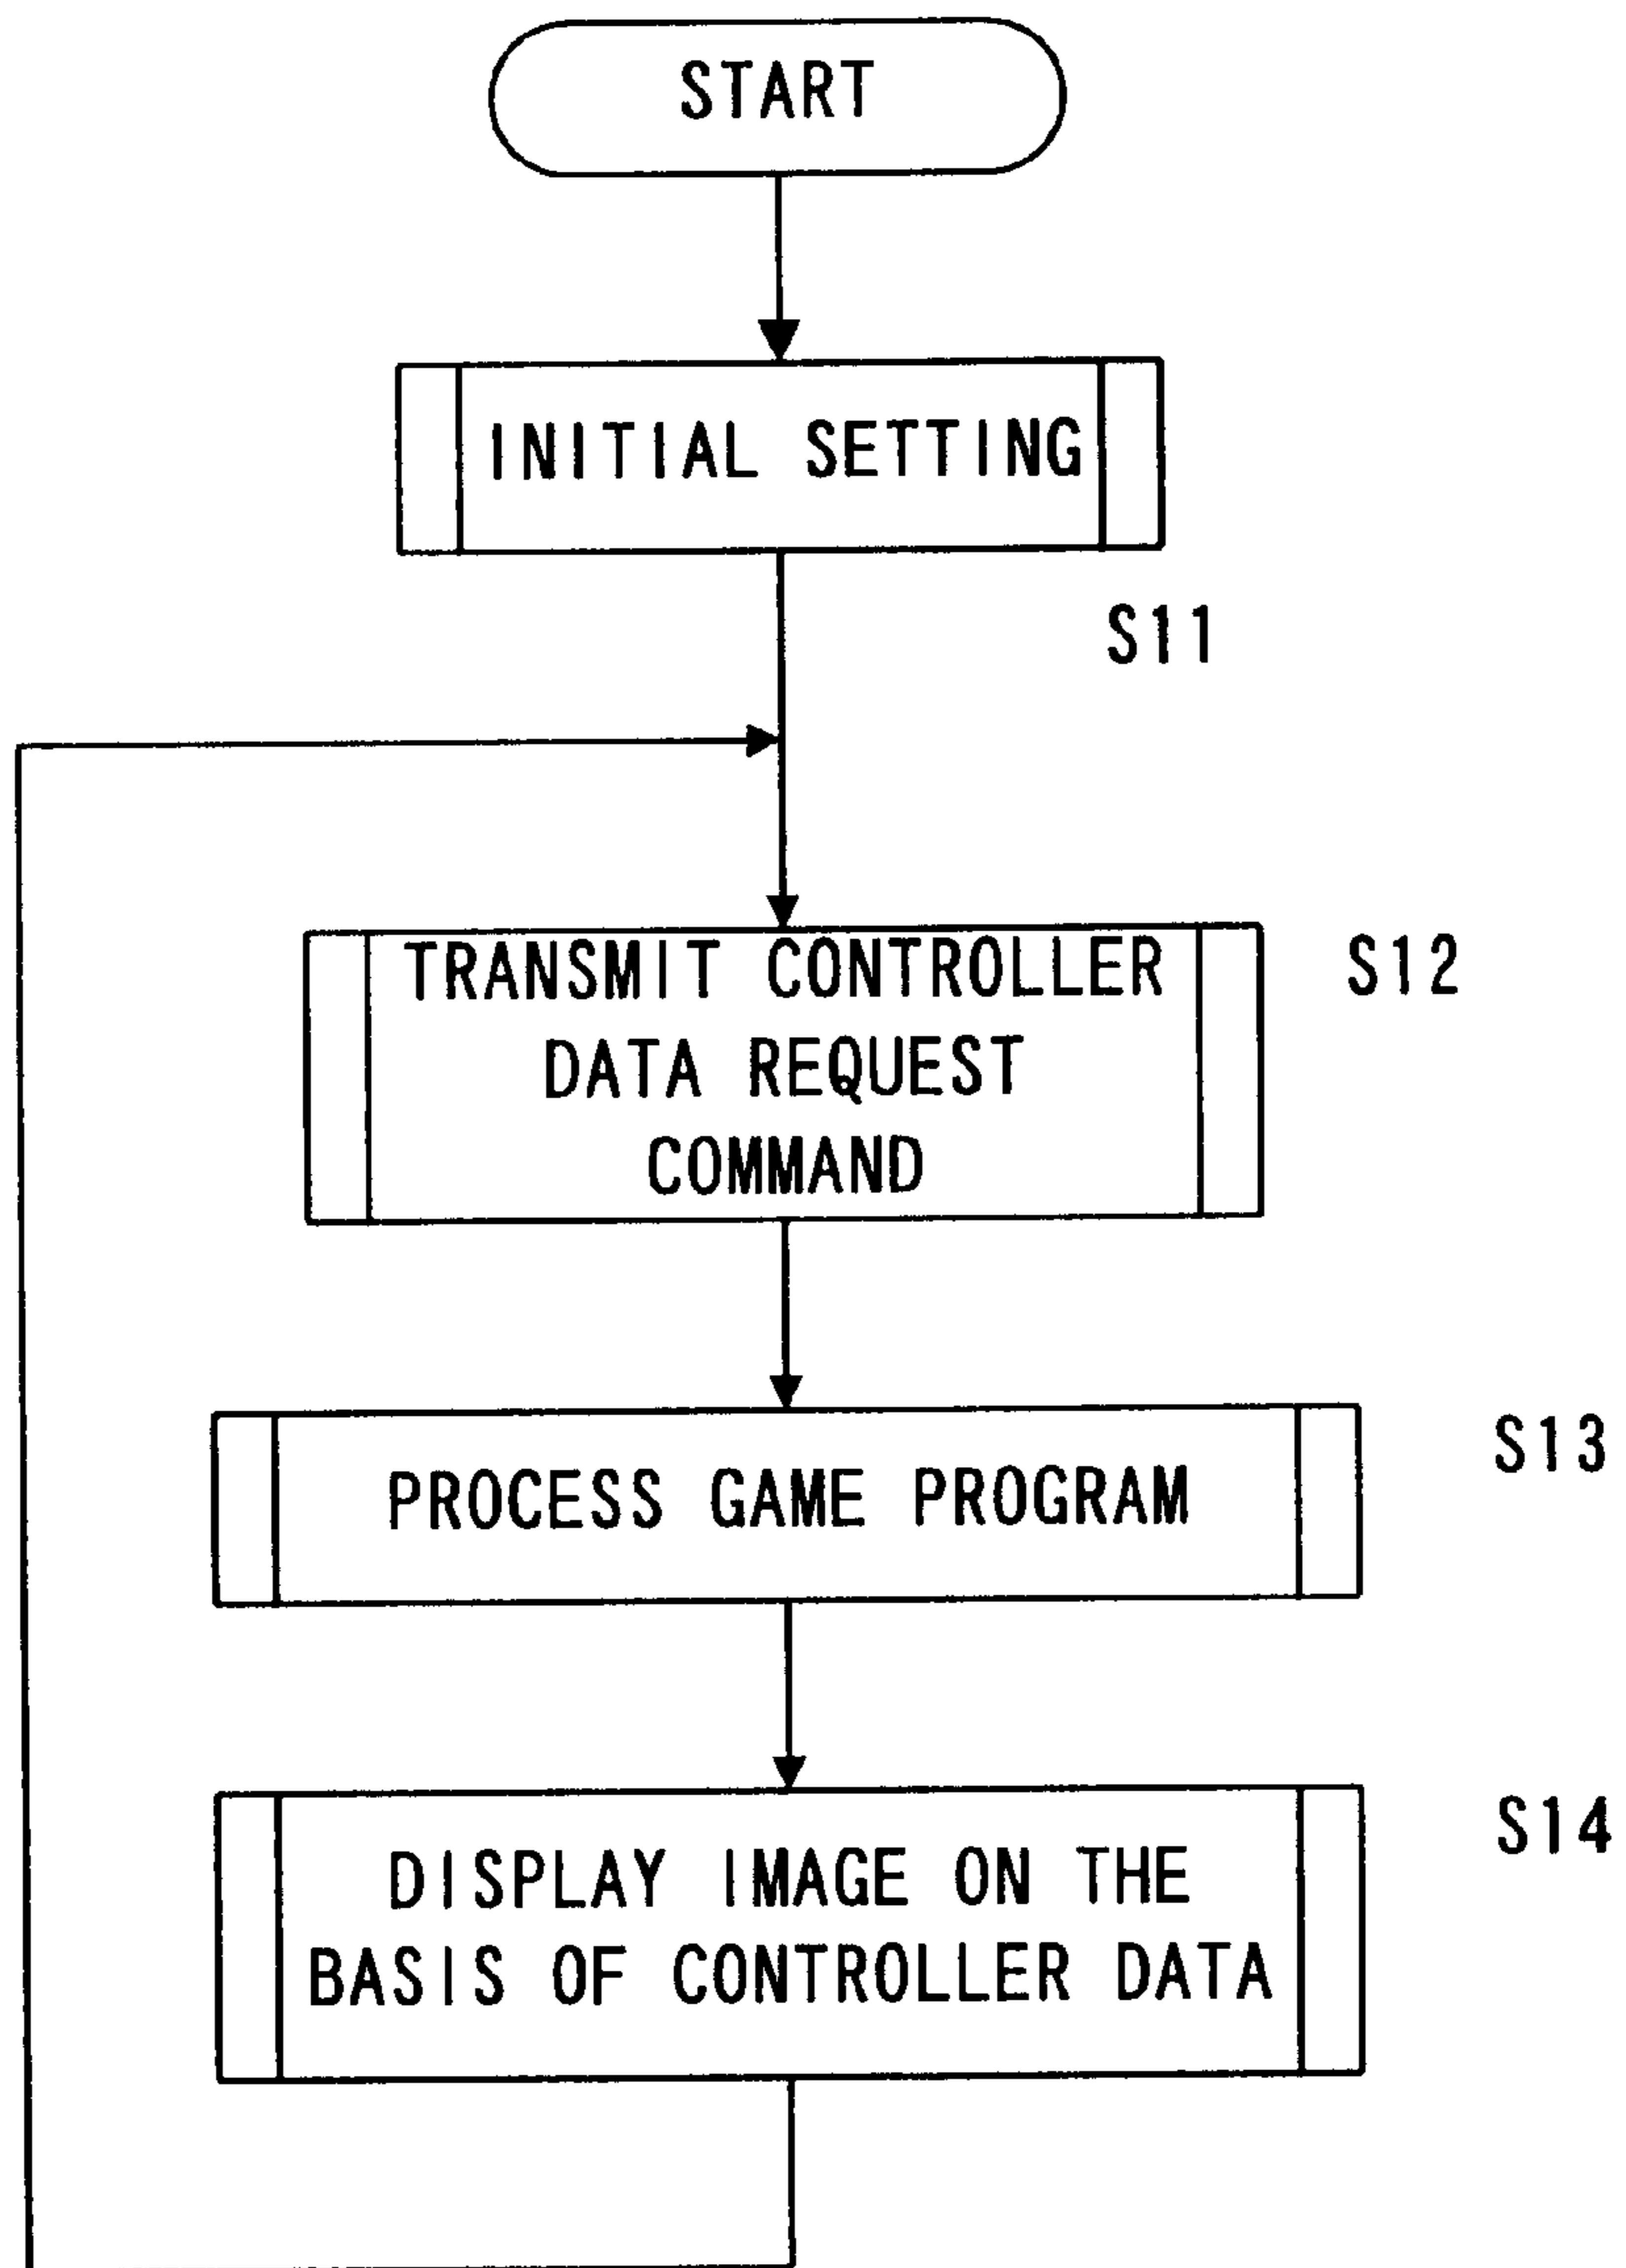 START
INITIAL SETTING
S11
TRANSMIT CONTROLLER
DATA REQUEST
COMMAND
S12
PROCESS GAME PROGRAM
S13
DISPLAY IMAGE ON THE
BASIS OF CONTROLLER DATA
S14